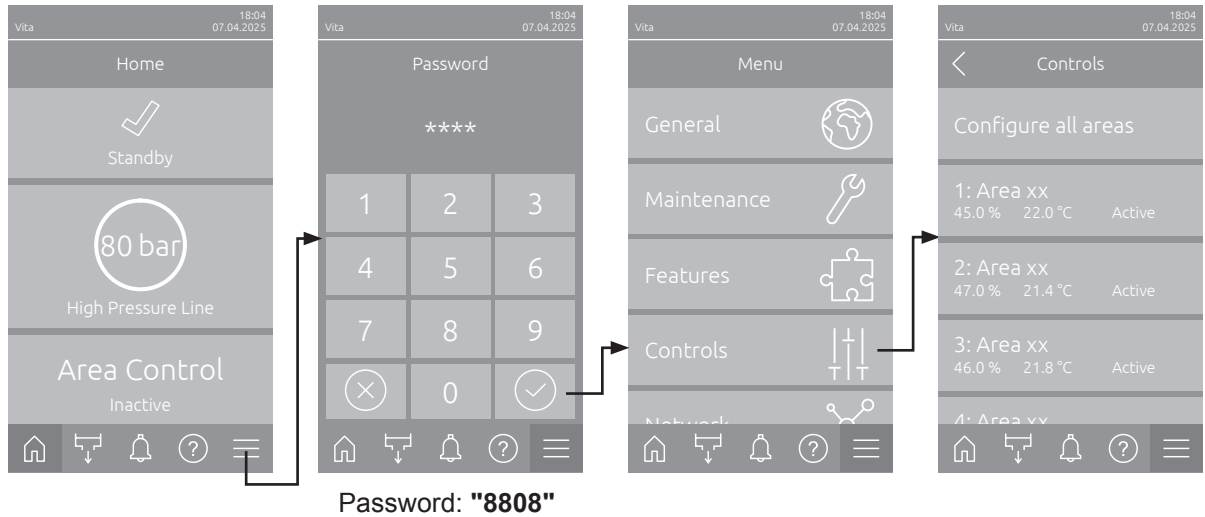 18:04
Vita 07.04.2025
Home
Standby
80 bar
High Pressure Line
Area Control
Inactive
18:04
Vita 07.04.2025
Password
****
1 2 3
4 5 6
7 8 9
0
?
Password: "8808"
18:04
Vita 07.04.2025
Menu
General
Maintenance
Features
Controls
Network
?
18:04
Vita 07.04.2025
Controls
Configure all areas
1: Area xx
45.0 % 22.0 °C Active
2: Area xx
47.0 % 21.4 °C Active
3: Area xx
46.0 % 21.8 °C Active
4: Area xx
?